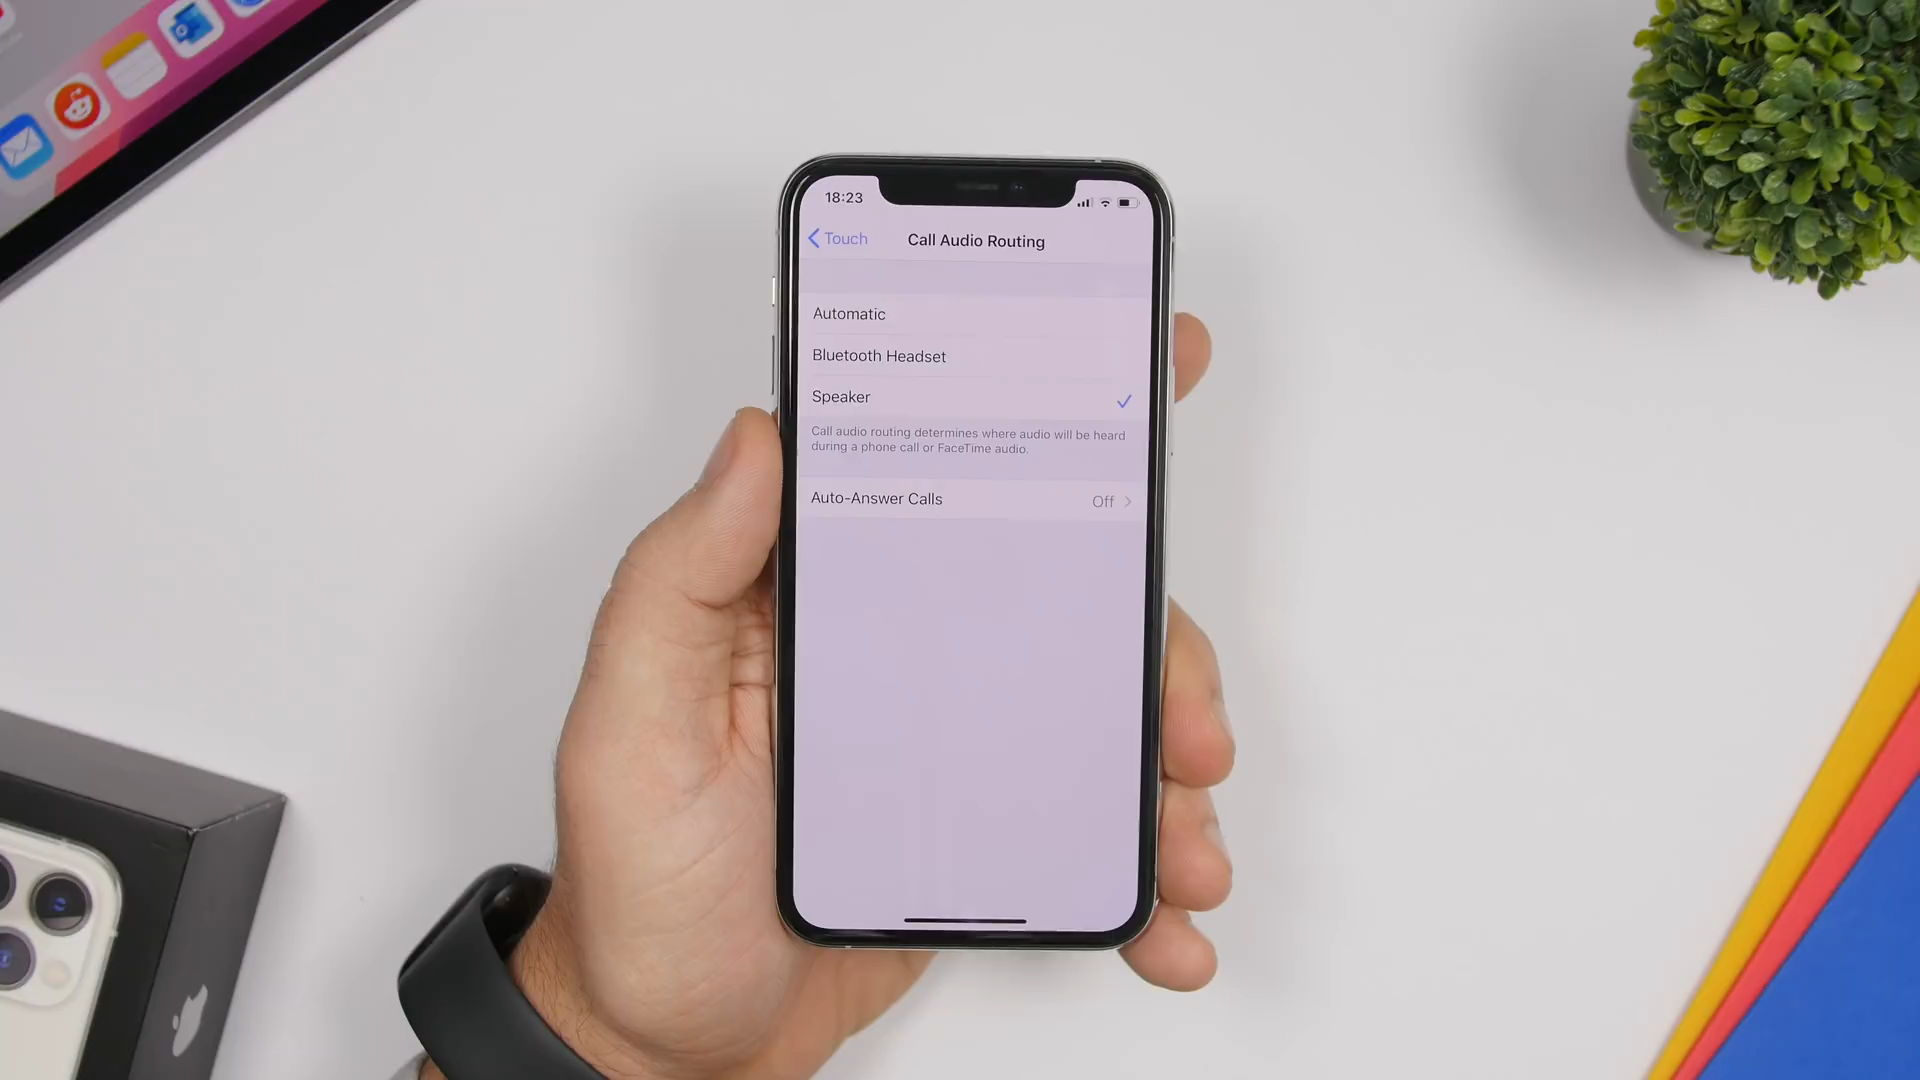 18:23
Touch
Call Audio Routing
Automatic
Bluetooth Headset
Speaker
Call audio routing determines where audio will be heard
during a phone call or FaceTime audio.
Auto-Answer Calls
Off